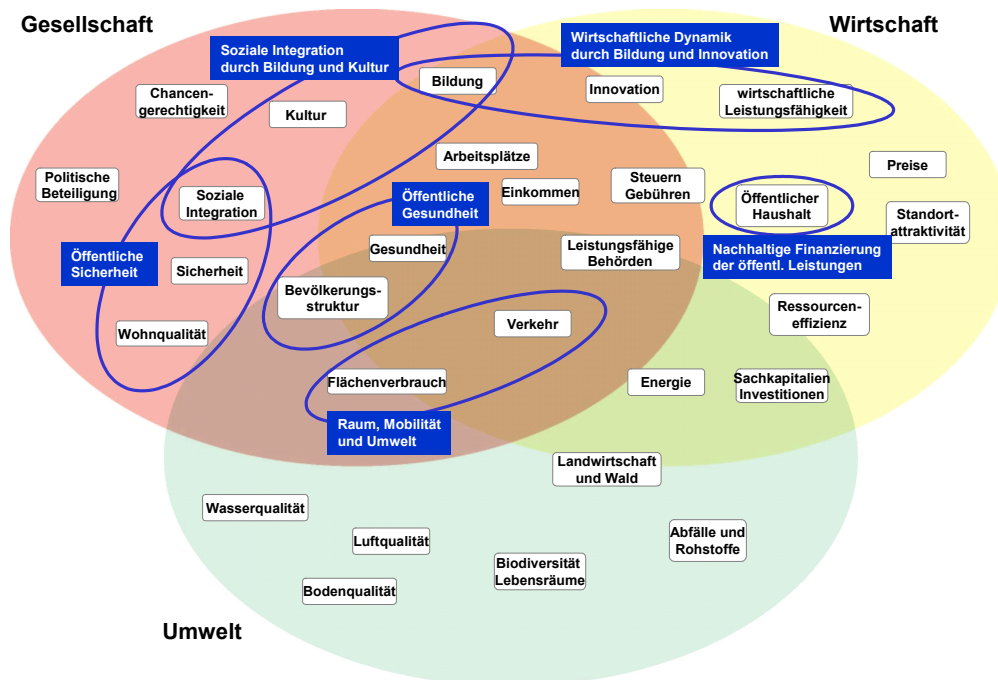 Gesellschaft
Wirtschaft
Soziale Integration
durch Bildung und Kultur
Wirtschaftliche Dynamik
durch Bildung und Innovation
Bildung
Innovation
wirtschaftliche
Leistungsfähigkeit
Chancen-
gerechtigkeit
Kultur
Arbeitsplätze
Preise
Politische
Beteiligung
Soziale
Integration
Öffentliche
Gesundheit
Einkommen
Steuern
Gebühren
Öffentlicher
Haushalt
Standort-
attraktivität
Öffentliche
Sicherheit
Sicherheit
Gesundheit
Leistungsfähige
Behörden
Nachhaltige Finanzierung
der öffentl. Leistungen
Bevölkerungs-
struktur
Ressourcen-
effizienz
Wohnqualität
Verkehr
Flächenverbrauch
Energie
Sachkapitalien
Investitionen
Raum, Mobilität
und Umwelt
Landwirtschaft
und Wald
Wasserqualität
Luftqualität
Abfälle und
Rohstoffe
Biodiversität
Lebensräume
Bodenqualität
Umwelt